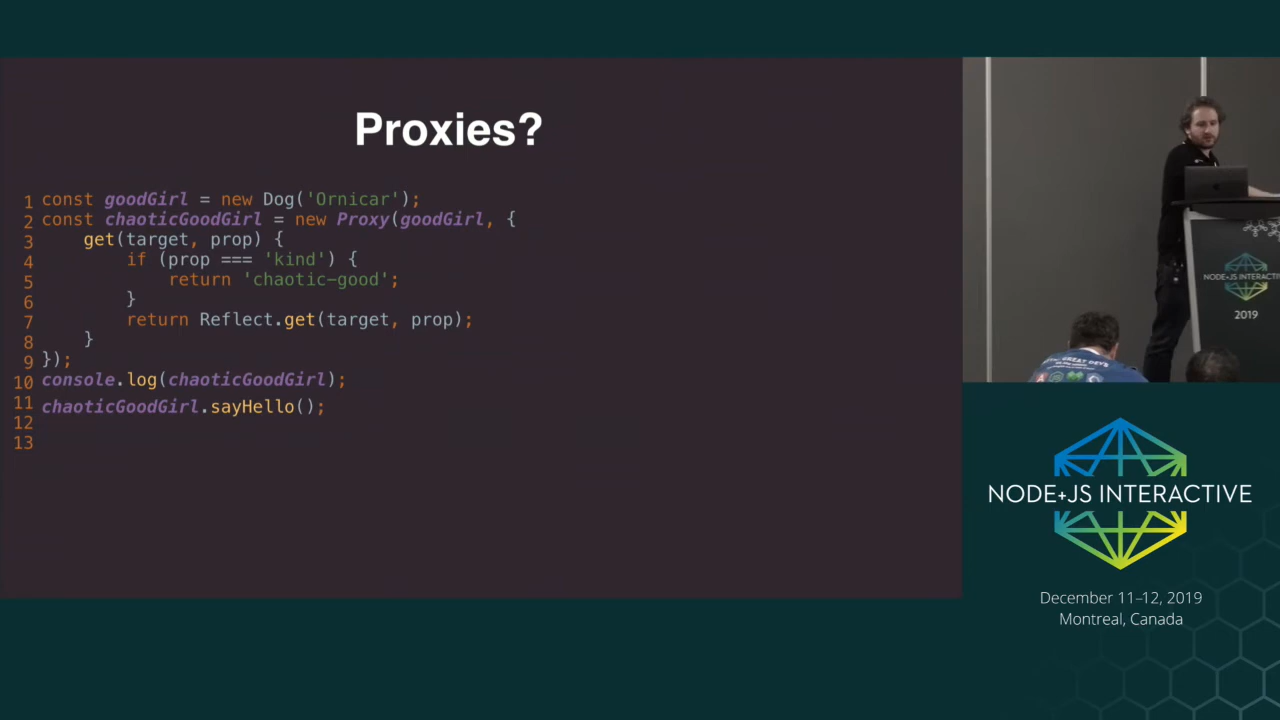 Proxies?
1 const goodGirl = new Dog('Ornicar');
2 const chaoticGoodGirl = new Proxy(goodGirl, {
3     get(target, prop) {
4         if (prop === 'kind') {
5             return 'chaotic-good';
6         }
7         return Reflect.get(target, prop);
8     }
9 });
10 console.log(chaoticGoodGirl);
11 chaoticGoodGirl.sayHello();
12
13
NODE+JS INTERACTIVE
2019
GREAT DEVS
NODE+JS INTERACTIVE
December 11–12, 2019
Montreal, Canada